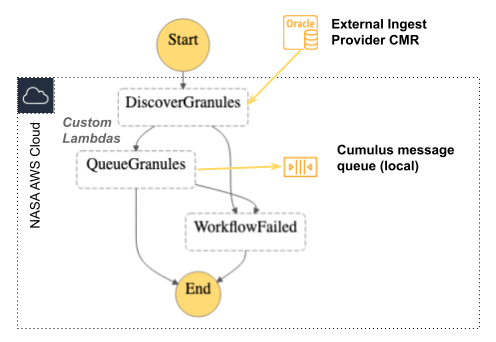 Start
Oracle
External Ingest
Provider CMR
NASA AWS Cloud
DiscoverGranules
Custom
Lambdas
QueueGranules
Cumulus message
queue (local)
WorkflowFailed
End